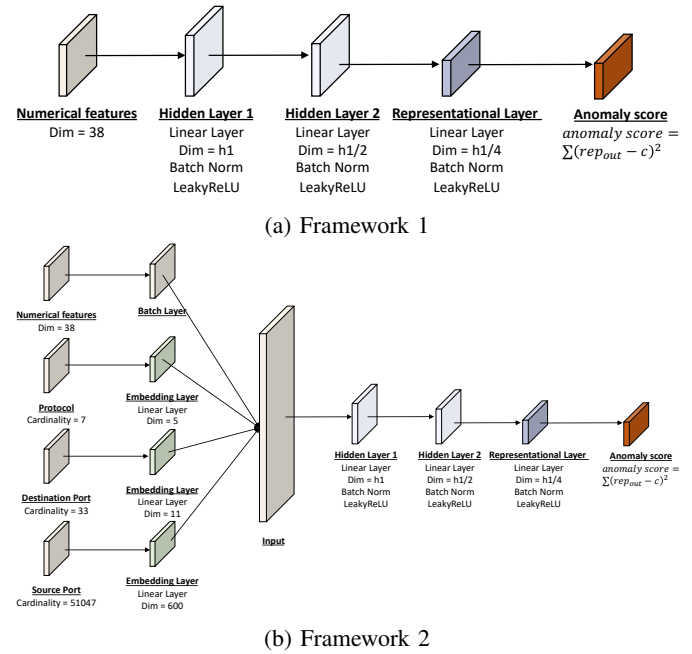 Numerical features
Dim = 38
Hidden Layer 1
Linear Layer
Dim = h1
Batch Norm
LeakyReLU
Hidden Layer 2
Linear Layer
Dim = h1/2
Batch Norm
LeakyReLU
Representational Layer
Linear Layer
Dim = h1/4
Batch Norm
LeakyReLU
Anomaly score
anomaly score =
∑(rep_out − c)²
(a) Framework 1
Numerical features
Dim = 38
Batch Layer
Protocol
Cardinality = 7
Embedding Layer
Linear Layer
Dim = 5
Destination Port
Cardinality = 33
Embedding Layer
Linear Layer
Dim = 11
Source Port
Cardinality = 51047
Embedding Layer
Linear Layer
Dim = 600
Input
Hidden Layer 1
Linear Layer
Dim = h1
Batch Norm
LeakyReLU
Hidden Layer 2
Linear Layer
Dim = h1/2
Batch Norm
LeakyReLU
Representational Layer
Linear Layer
Dim = h1/4
Batch Norm
LeakyReLU
Anomaly score
anomaly score =
∑(rep_out − c)²
(b) Framework 2